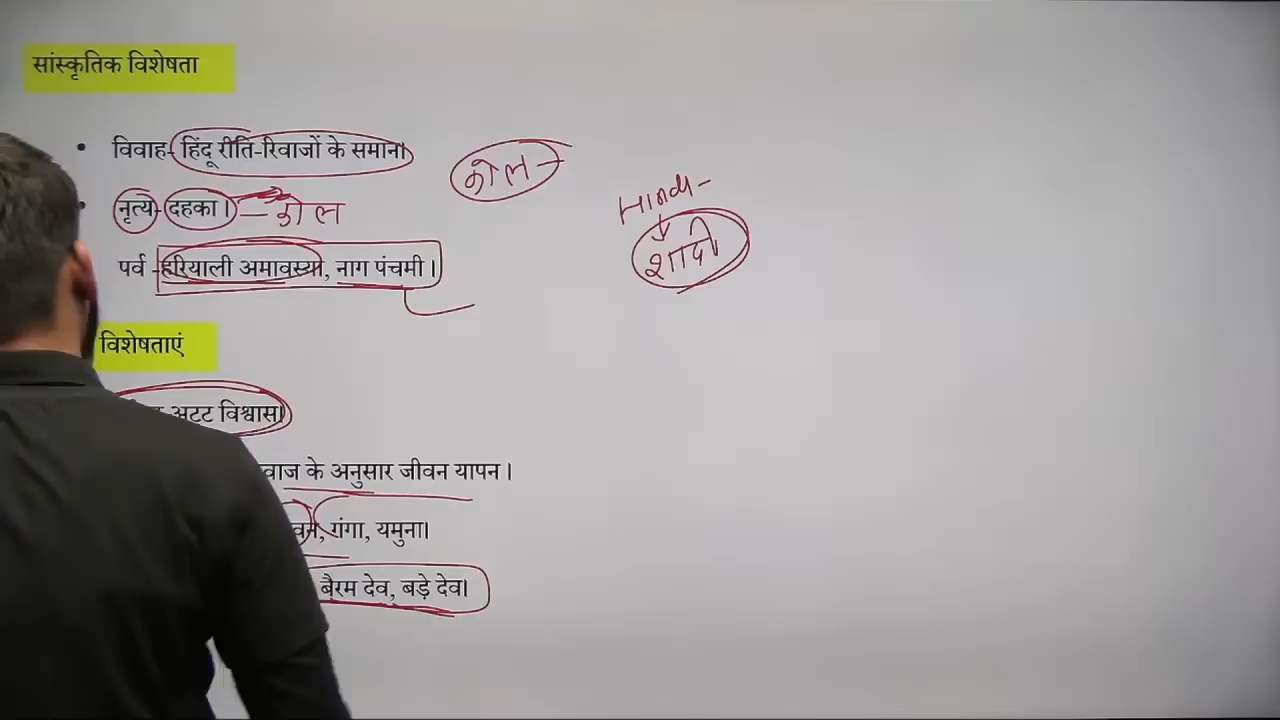 सांस्कृतिक विशेषता
विवाह- हिंदू रीति-रिवाजों के समान।
कोल -
Hindu -
शादी
नृत्य- दहका। - कोल
पर्व -हरियाली अमावस्या, नाग पंचमी।
विशेषताएं
अटट विश्वास।
के अनुसार जीवन यापन।
गंगा, यमुना।
बैरम देव, बड़े देव।